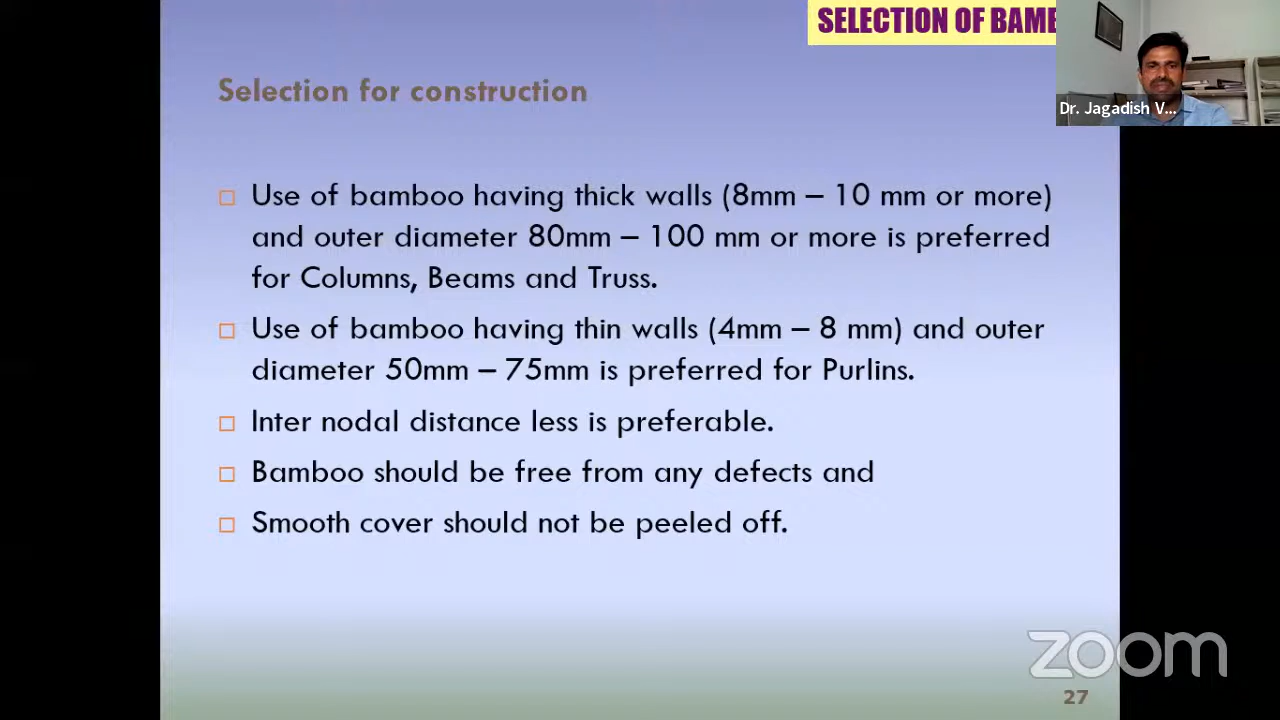 SELECTION OF BAMB
Dr. Jagadish V...
Selection for construction
Use of bamboo having thick walls (8mm – 10 mm or more)
and outer diameter 80mm – 100 mm or more is preferred
for Columns, Beams and Truss.
Use of bamboo having thin walls (4mm – 8 mm) and outer
diameter 50mm – 75mm is preferred for Purlins.
Inter nodal distance less is preferable.
Bamboo should be free from any defects and
Smooth cover should not be peeled off.
zoom
27